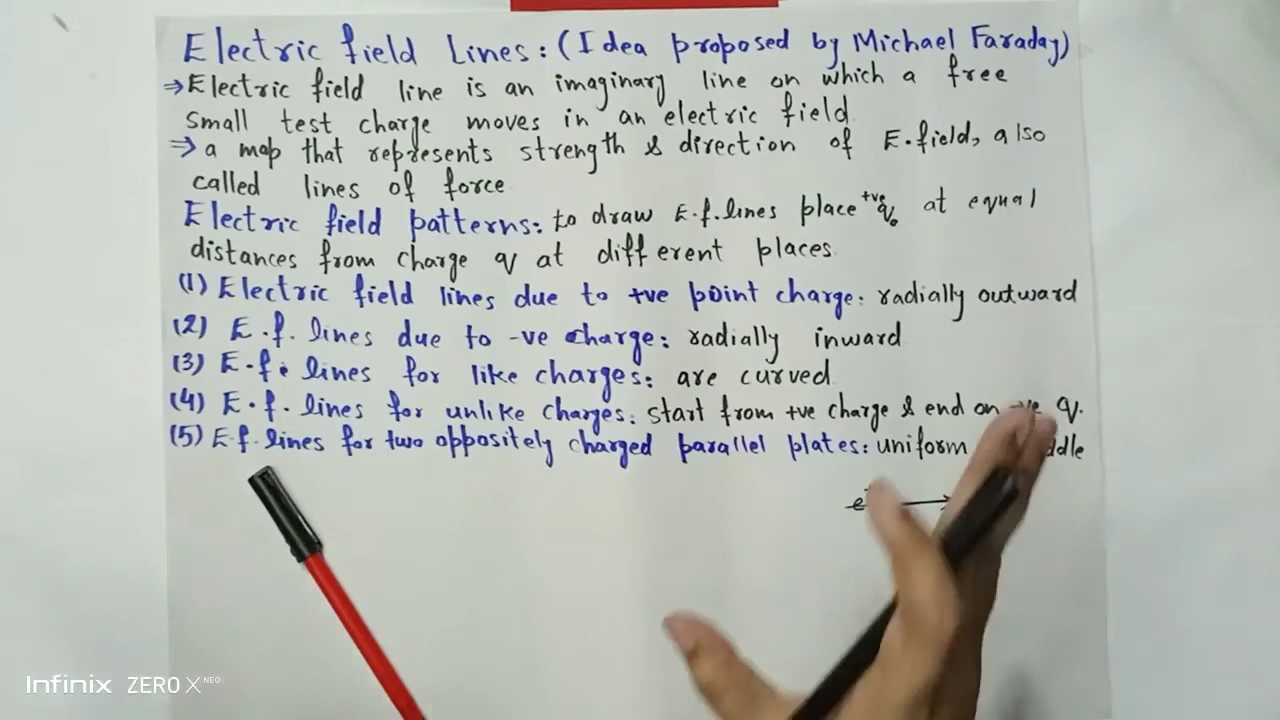 Electric field Lines: (Idea proposed by Michael Faraday)
⇒ Electric field line is an imaginary line on which a free
small test charge moves in an electric field
⇒ a map that represents strength & direction of E.field, also
called lines of force
Electric field patterns: to draw E.f.lines place +ve q₀ at equal
distances from charge q at different places
(1) Electric field lines due to +ve point charge: radially outward
(2) E.f. lines due to -ve charge: radially inward
(3) E.f. lines for like charges: are curved
(4) E.f. lines for unlike charges: start from +ve charge & end on -ve q.
(5) E.f. lines for two oppositely charged parallel plates: uniform
e
Infinix ZERO X NEO